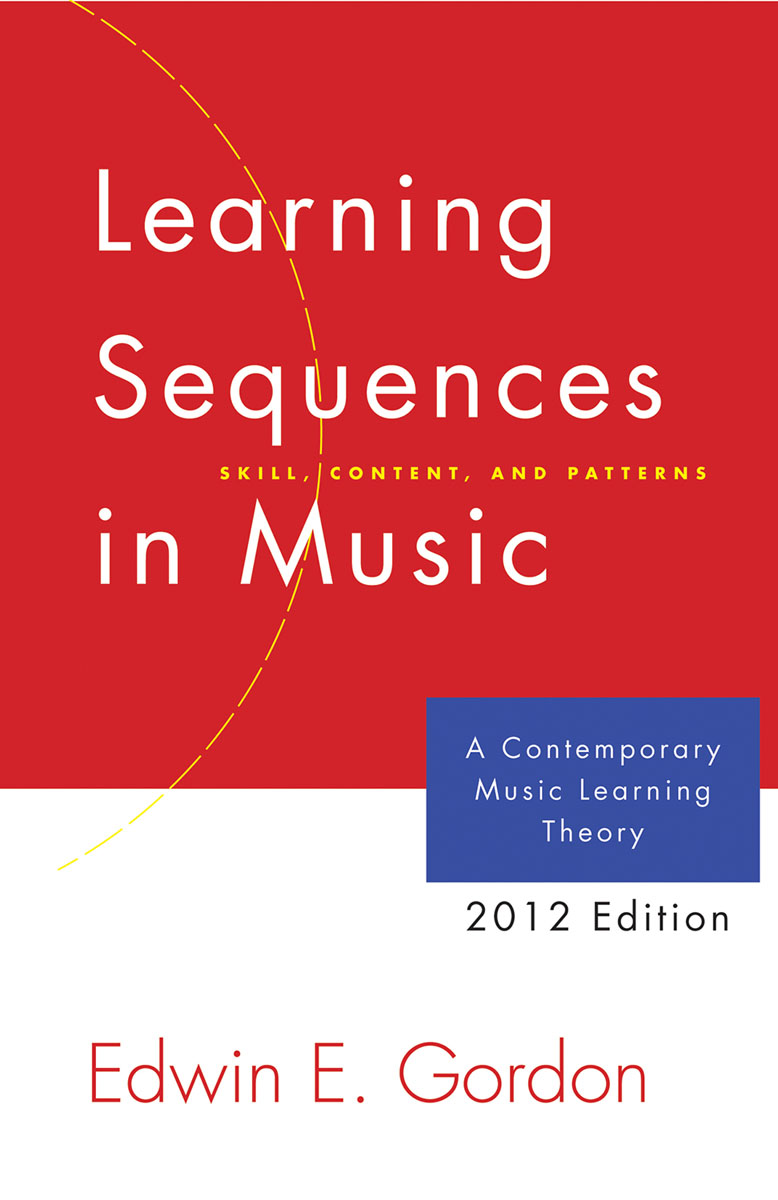 Learning
Sequences
SKILL, CONTENT, AND PATTERNS
in Music
A Contemporary
Music Learning
Theory
2012 Edition
Edwin E. Gordon